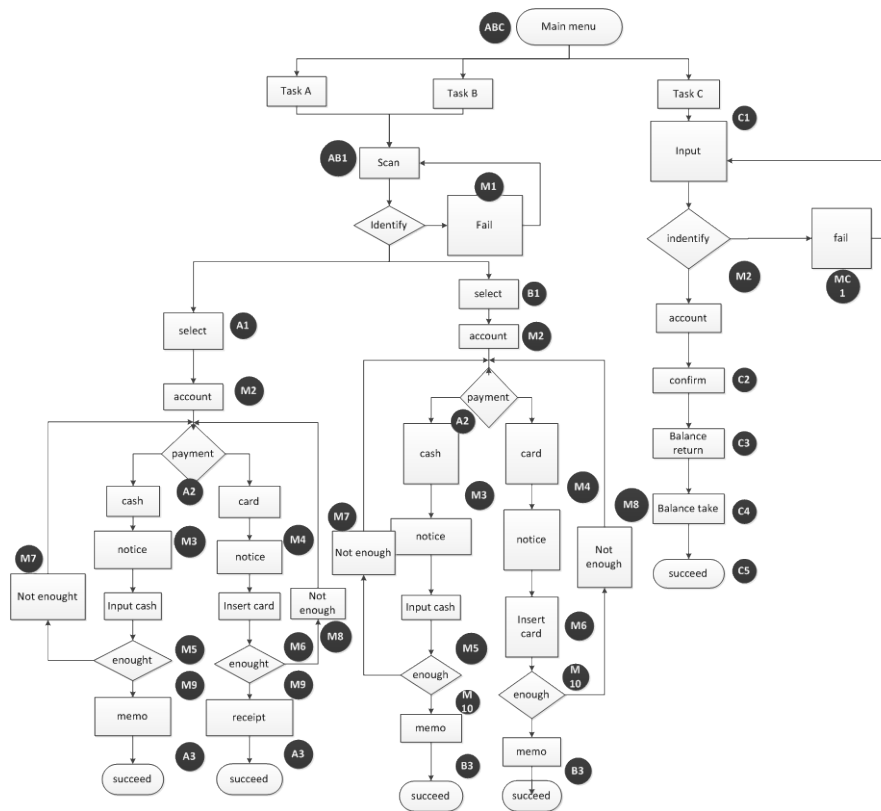 ABC
Main menu
Task A
Task B
Task C
C1
AB1
Scan
Input
M1
Identify
Fail
indentify
fail
M2
MC
1
select
B1
A1
select
account
M2
account
account
M2
confirm
C2
payment
A2
payment
cash
card
Balance
return
C3
A2
cash
card
M3
M4
M7
M8
Balance take
C4
M3
notice
M4
notice
notice
notice
Not enough
Not
enough
M7
succeed
C5
Not enought
Input cash
Insert card
Not
enough
Input cash
Insert
card
M6
M5
enought
M6
enought
M8
M5
enough
M
10
enough
M9
M9
M
10
memo
receipt
memo
memo
A3
A3
B3
B3
succeed
succeed
succeed
succeed